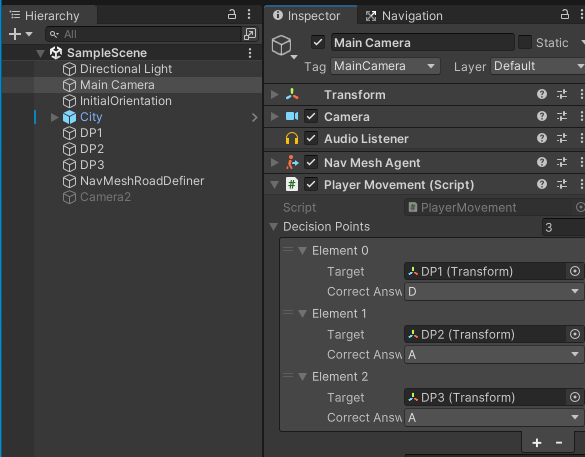 Hierarchy
All
SampleScene
Directional Light
Main Camera
InitialOrientation
City
DP1
DP2
DP3
NavMeshRoadDefiner
Camera2
Inspector
Navigation
Main Camera
Static
Tag MainCamera Layer Default
Transform
Camera
Audio Listener
Nav Mesh Agent
Player Movement (Script)
Script PlayerMovement
Decision Points 3
Element 0
Target DP1 (Transform)
Correct Answ D
Element 1
Target DP2 (Transform)
Correct Answ A
Element 2
Target DP3 (Transform)
Correct Answ A
+ -